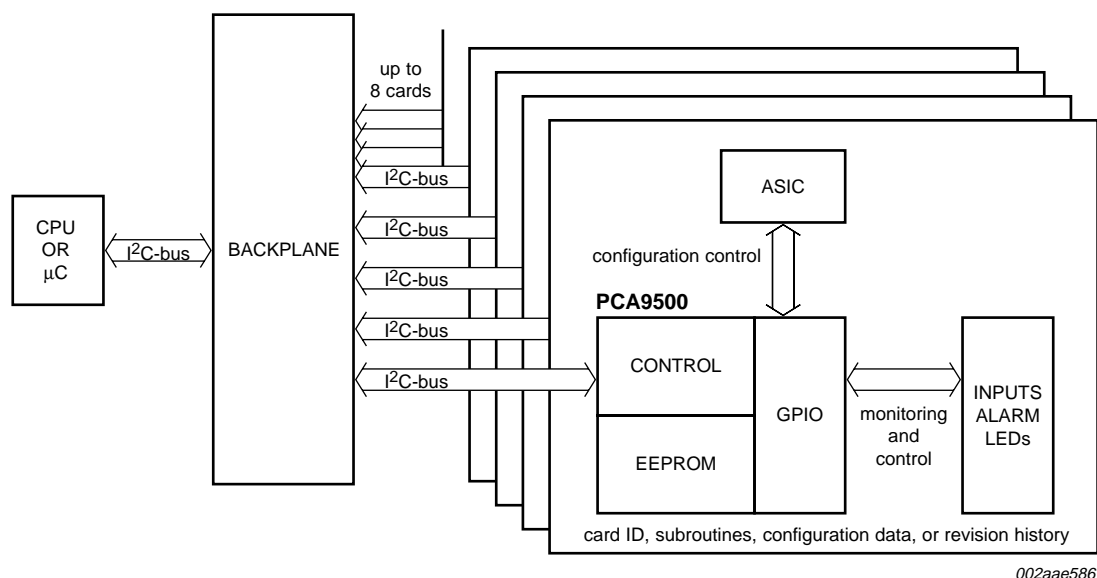 up to
8 cards
I²C-bus
ASIC
I²C-bus
CPU
OR
μC
I²C-bus
BACKPLANE
configuration control
I²C-bus
PCA9500
I²C-bus
CONTROL
I²C-bus
GPIO
INPUTS
ALARM
LEDs
monitoring
and
control
EEPROM
card ID, subroutines, configuration data, or revision history
002aae586